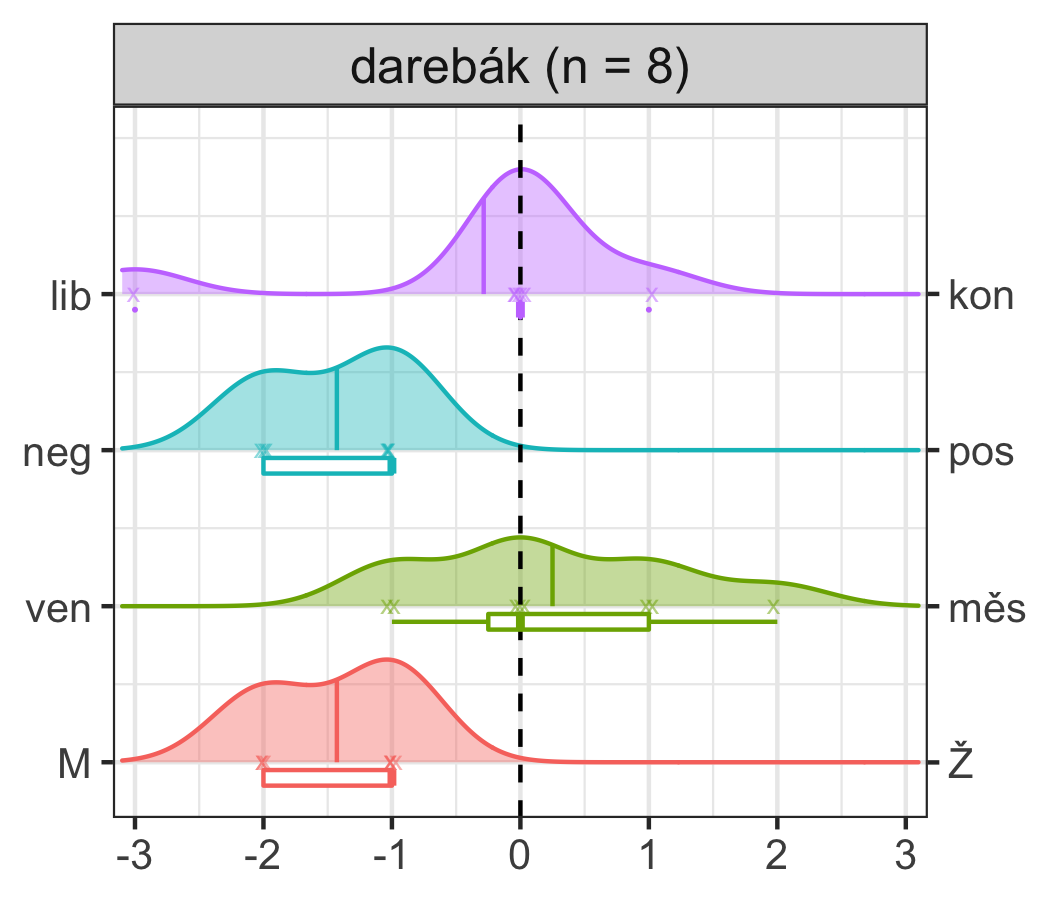 darebák (n = 8)
lib kon
neg pos
ven měs
M Ž
-3 -2 -1 0 1 2 3